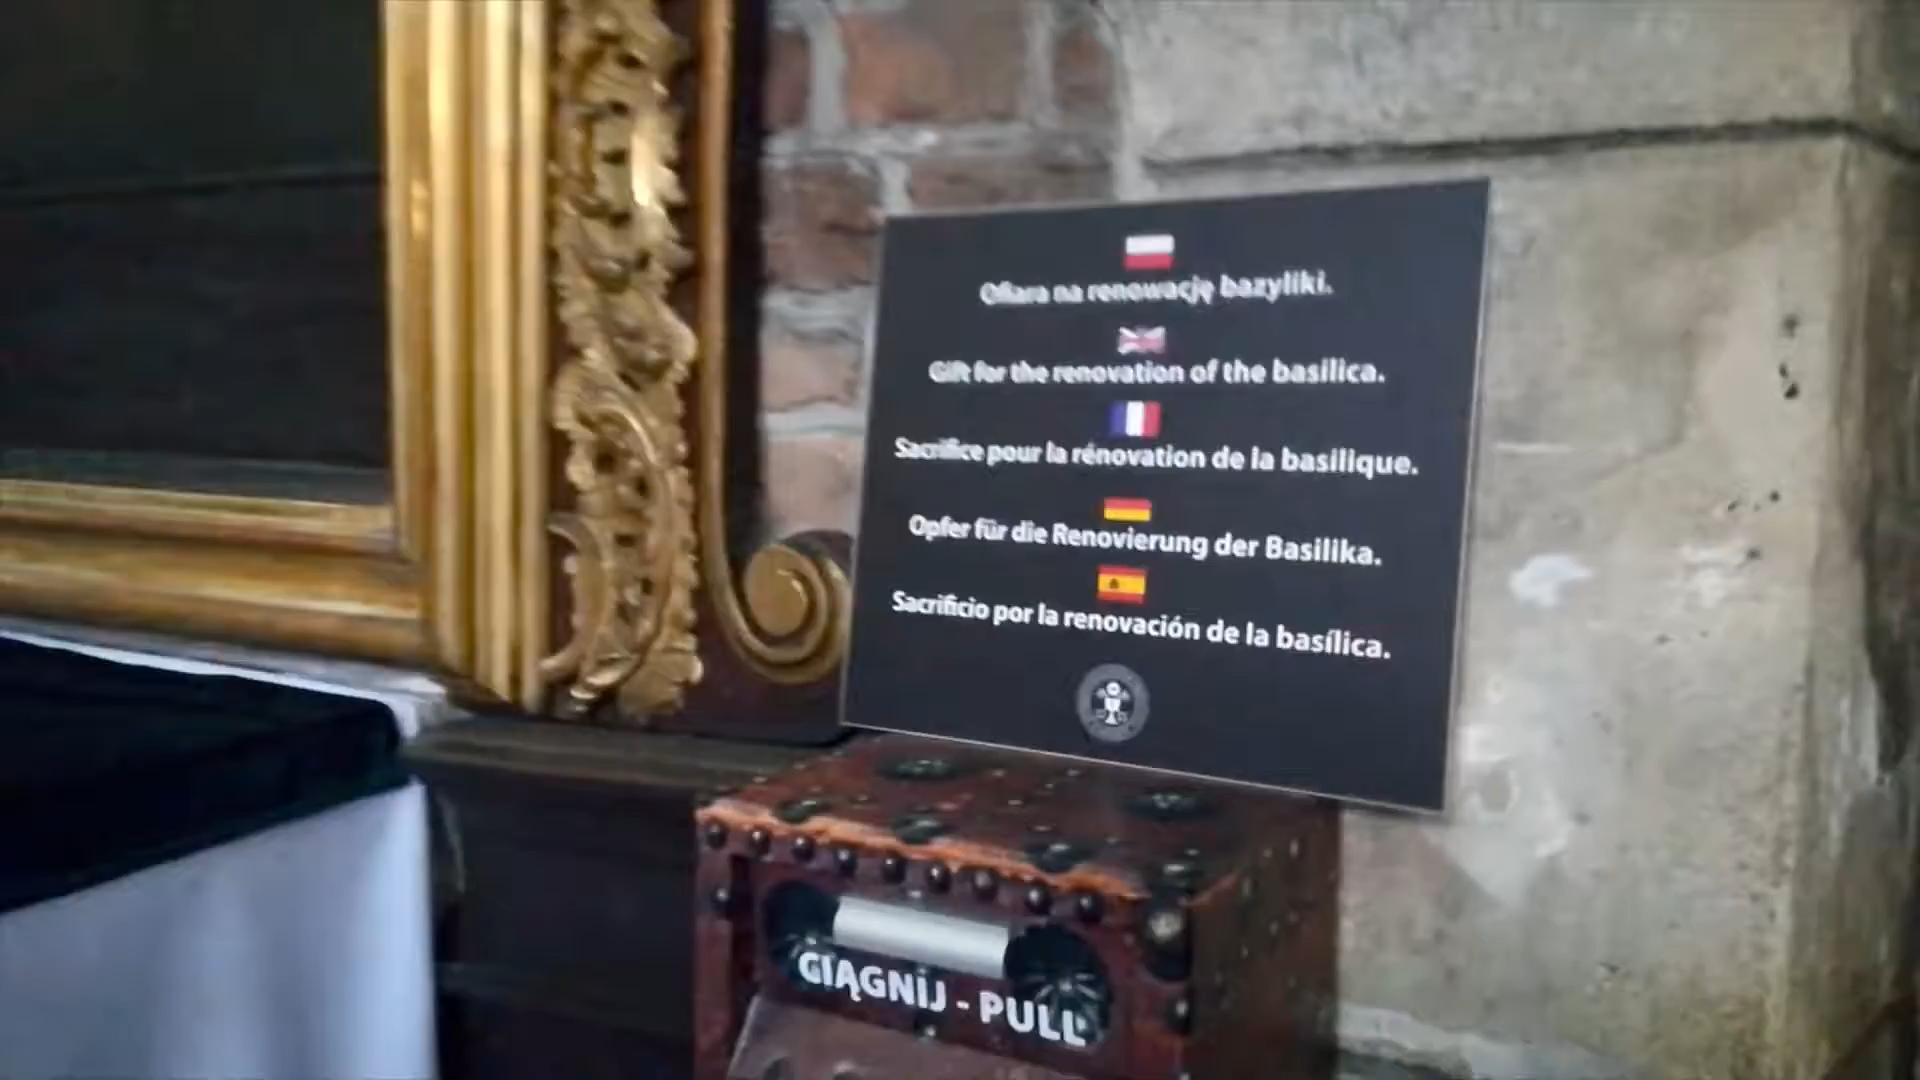 Ofiara na renowację bazyliki.
Gift for the renovation of the basilica.
Sacrifice pour la rénovation de la basilique.
Opfer für die Renovierung der Basilika.
Sacrificio por la renovación de la basílica.
CIĄGNIJ - PULL